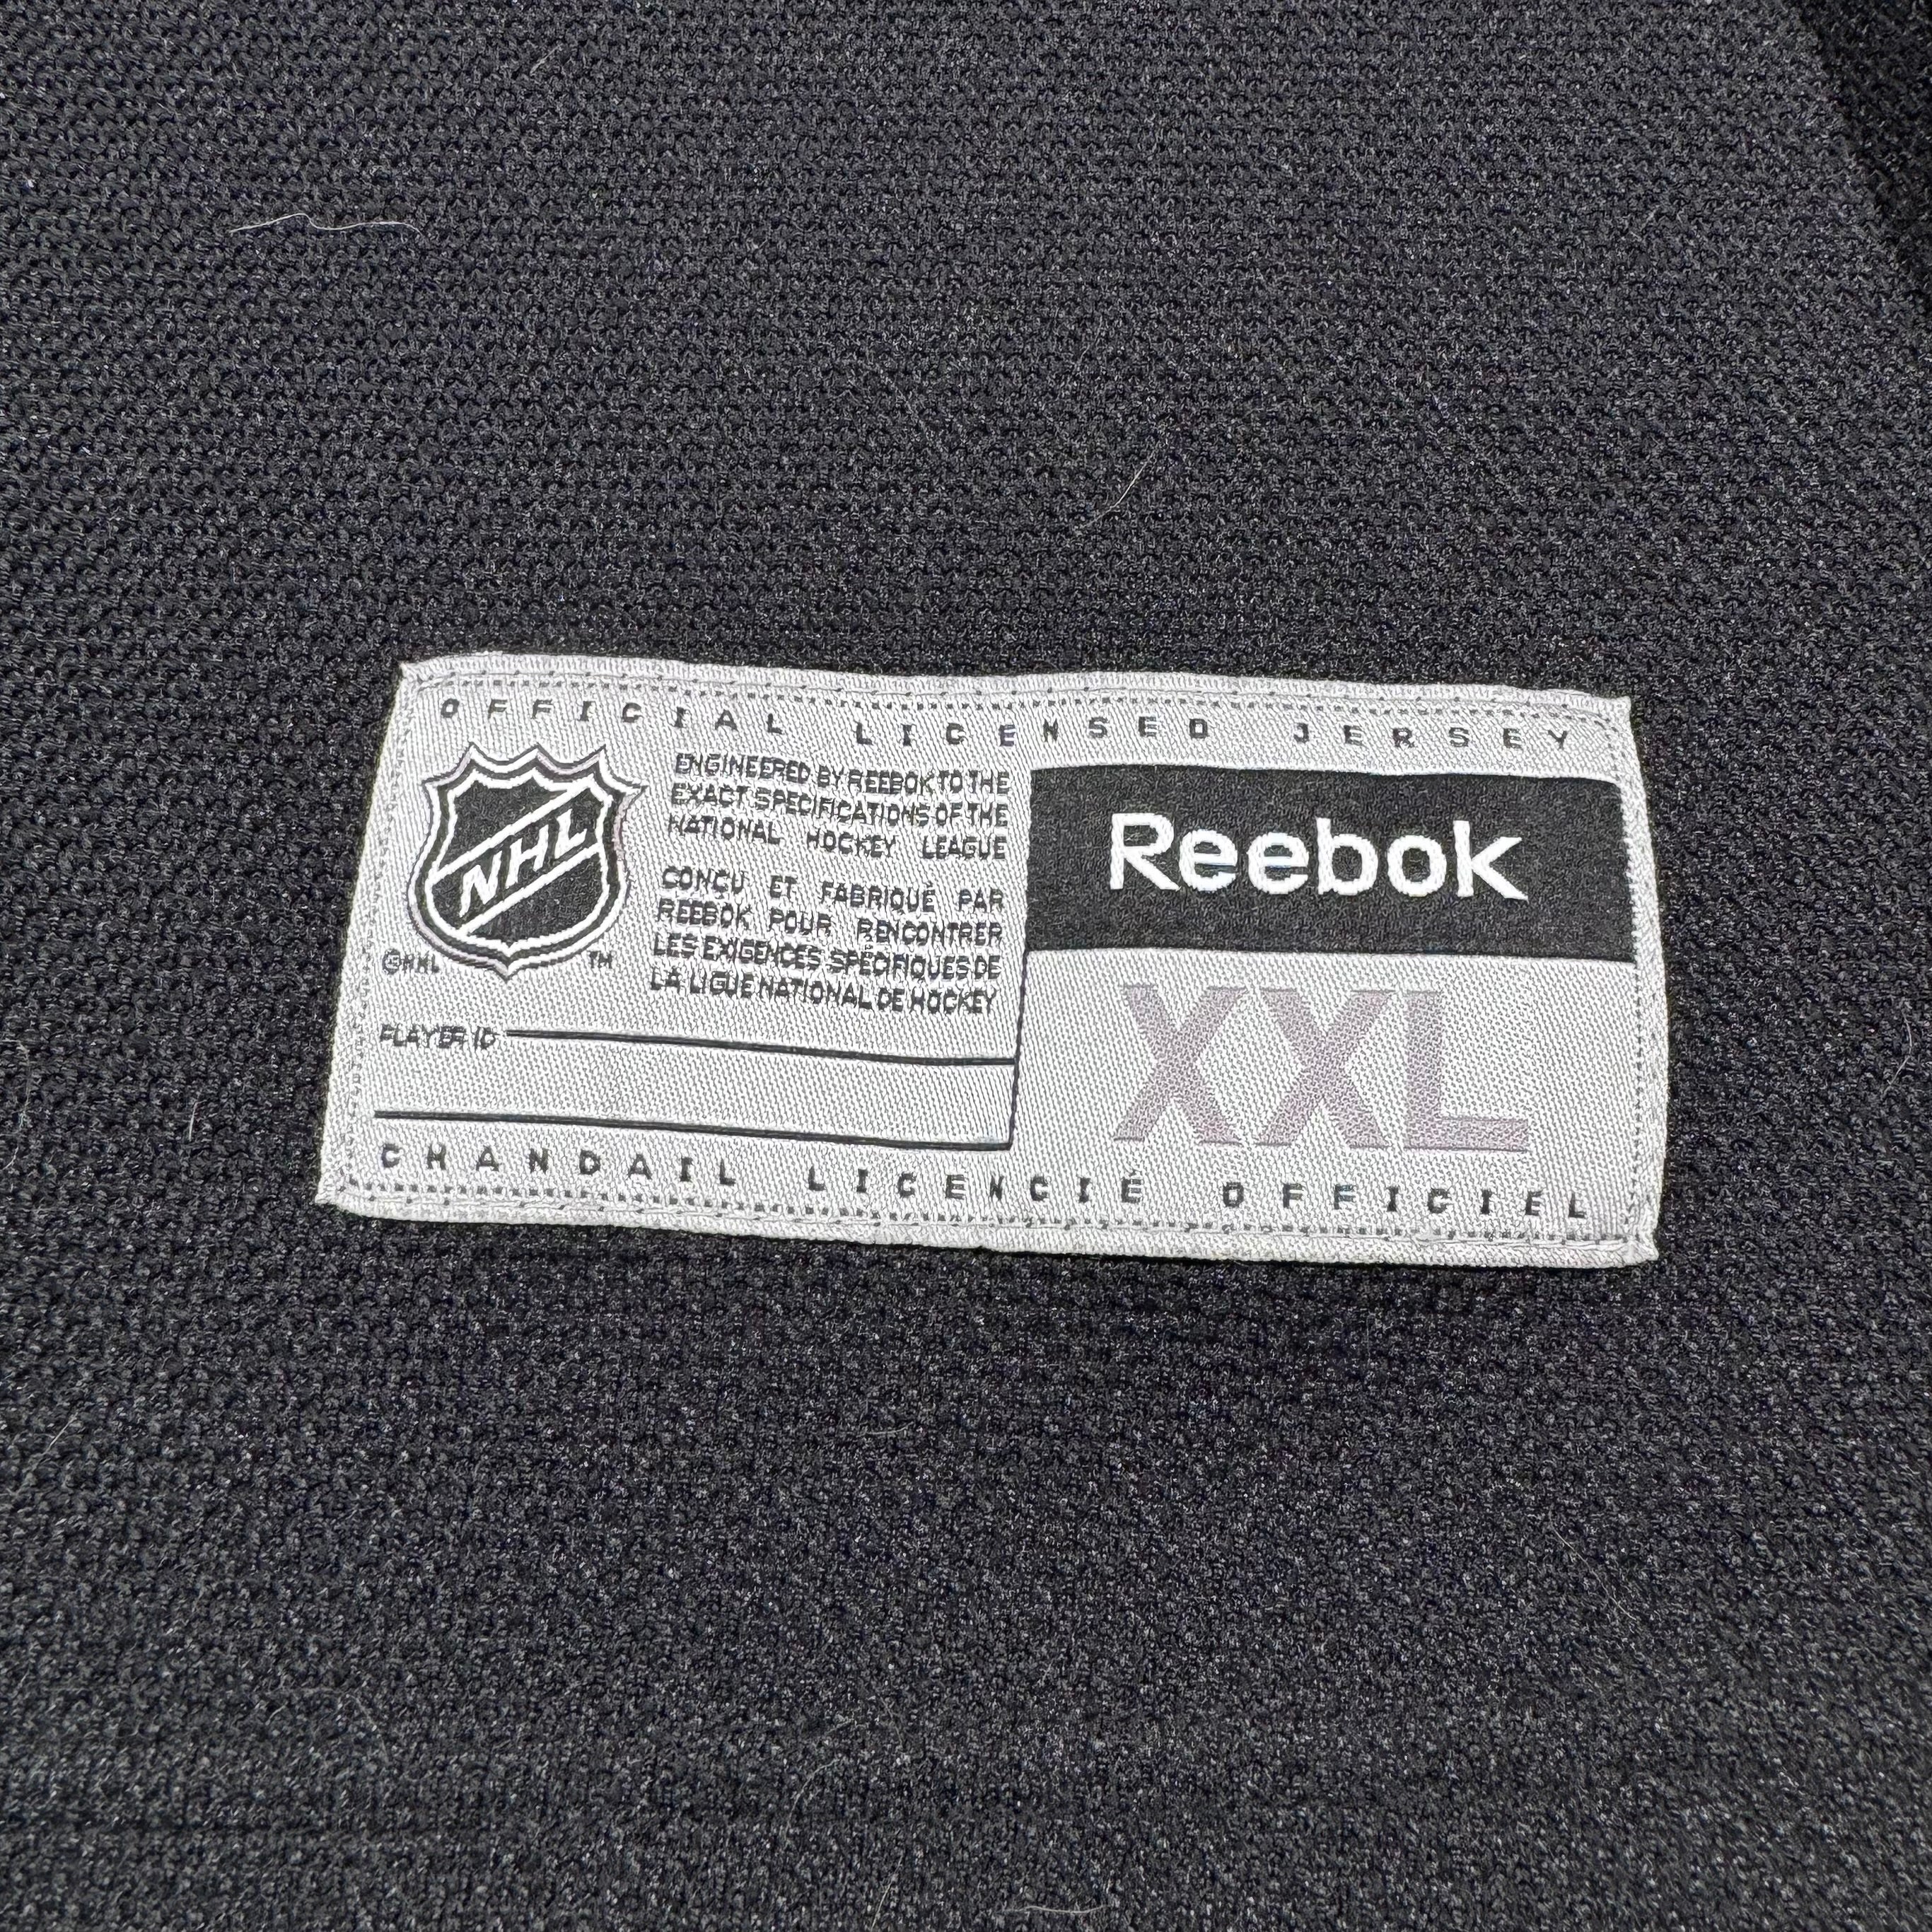 OFFICIAL LICENSED JERSEY
NHL
©NHL
TM
ENGINEERED BY REEBOK TO THE
EXACT SPECIFICATIONS OF THE
NATIONAL HOCKEY LEAGUE
CONÇU ET FABRIQUÉ PAR
REEBOK POUR RENCONTRER
LES EXIGENCES SPÉCIFIQUES DE
LA LIGUE NATIONAL DE HOCKEY
PLAYER ID
Reebok
XXL
CHANDAIL LICENCIÉ OFFICIEL